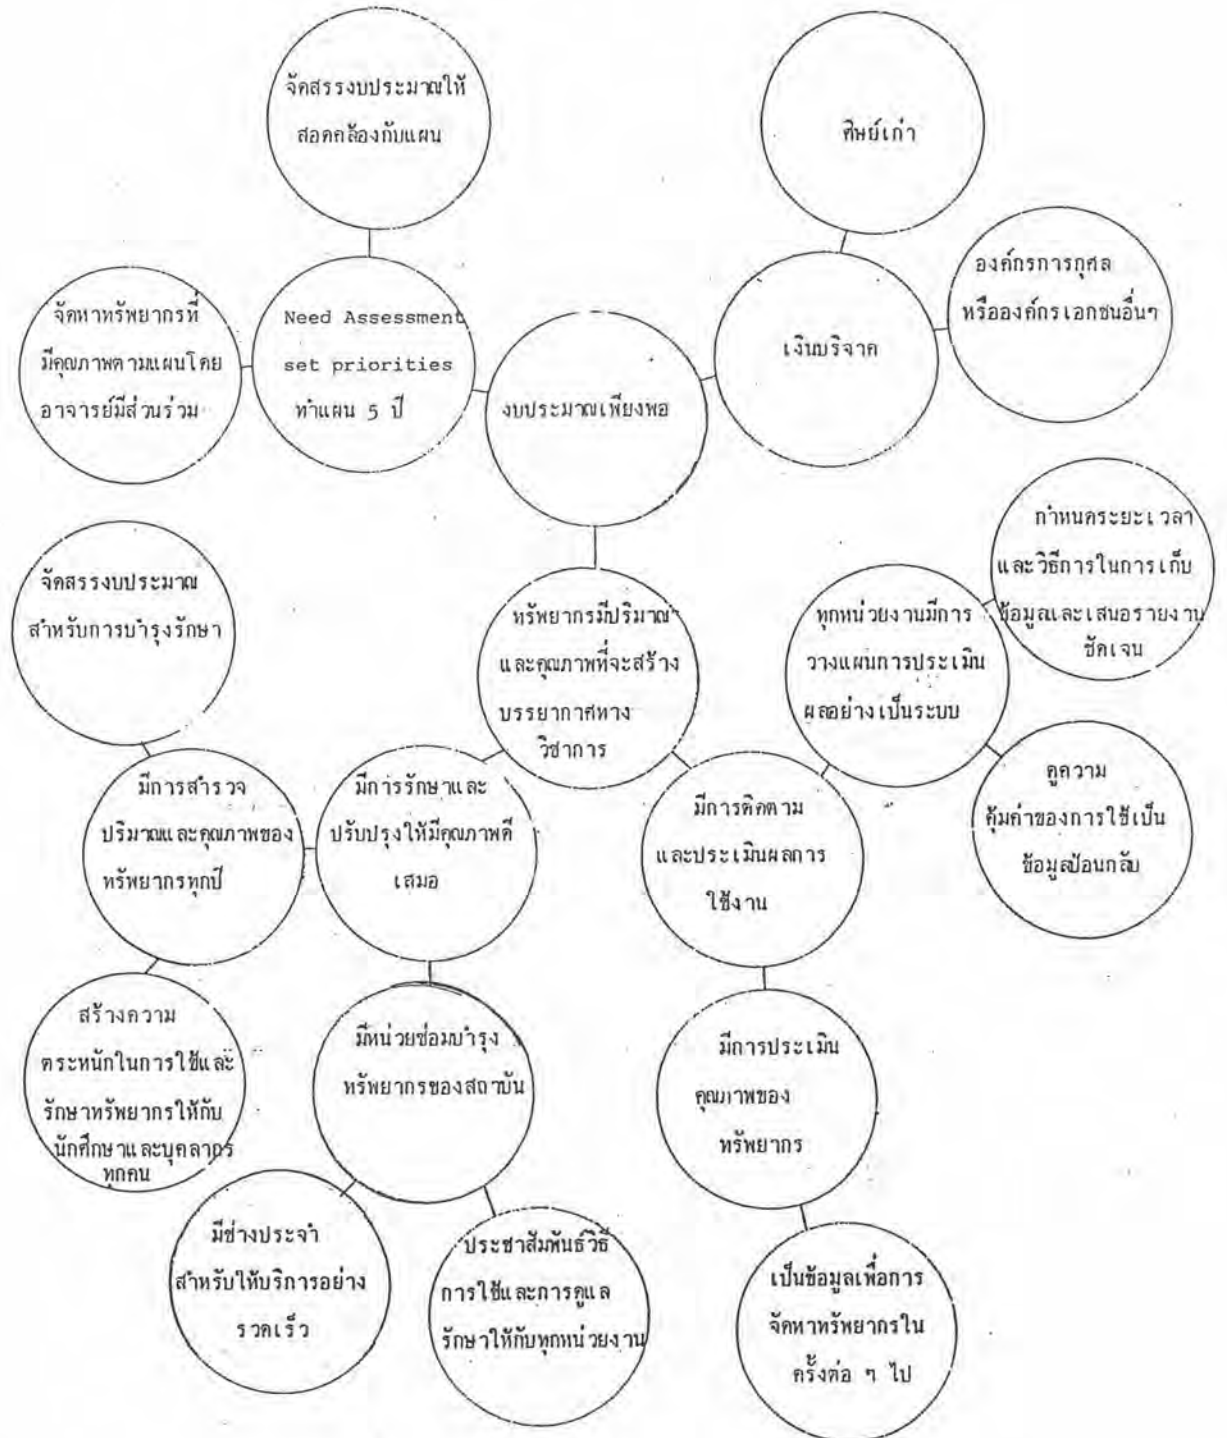 จัดสรรงบประมาณให้
สอดคล้องกับแผน
ศิษย์เก่า
องค์กรการกุศล
หรือองค์กรเอกชนอื่นๆ
เงินบริจาค
จัดหาทรัพยากรที่
มีคุณภาพตามแผนโดย
อาจารย์มีส่วนร่วม
Need Assessment
set priorities
ทำแผน 5 ปี
งบประมาณเพียงพอ
กำหนดระยะเวลา
และวิธีการในการเก็บ
ข้อมูลและเสนอรายงาน
ชัดเจน
จัดสรรงบประมาณ
สำหรับการบำรุงรักษา
ทรัพยากรมีปริมาณ
และคุณภาพที่จะสร้าง
บรรยากาศทาง
วิชาการ
ทุกหน่วยงานมีการ
วางแผนการประเมิน
ผลอย่างเป็นระบบ
ดูความ
คุ้มค่าของการใช้เป็น
ข้อมูลป้อนกลับ
มีการสำรวจ
ปริมาณและคุณภาพของ
ทรัพยากรทุกปี
มีการรักษาและ
ปรับปรุงให้มีคุณภาพดี
เสมอ
มีการติดตาม
และประเมินผลการ
ใช้งาน
สร้างความ
ตระหนักในการใช้และ
รักษาทรัพยากรให้กับ
นักศึกษาและบุคลากร
ทุกคน
มีหน่วยซ่อมบำรุง
ทรัพยากรของสถาบัน
มีการประเมิน
คุณภาพของ
ทรัพยากร
มีช่างประจำ
สำหรับให้บริการอย่าง
รวดเร็ว
ประชาสัมพันธ์วิธี
การใช้และการดูแล
รักษาให้กับทุกหน่วยงาน
เป็นข้อมูลเพื่อการ
จัดหาทรัพยากรใน
ครั้งต่อ ๆ ไป